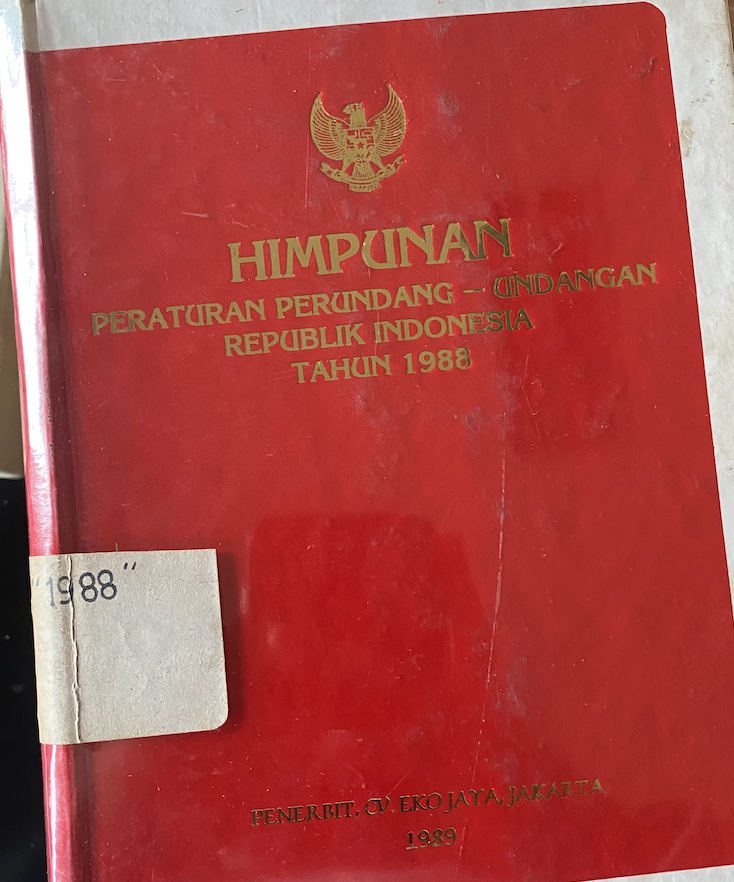 HIMPUNAN
PERATURAN PERUNDANG – UNDANGAN
REPUBLIK INDONESIA
TAHUN 1988
"1988"
PENERBIT, CV. EKO JAYA, JAKARTA
1989